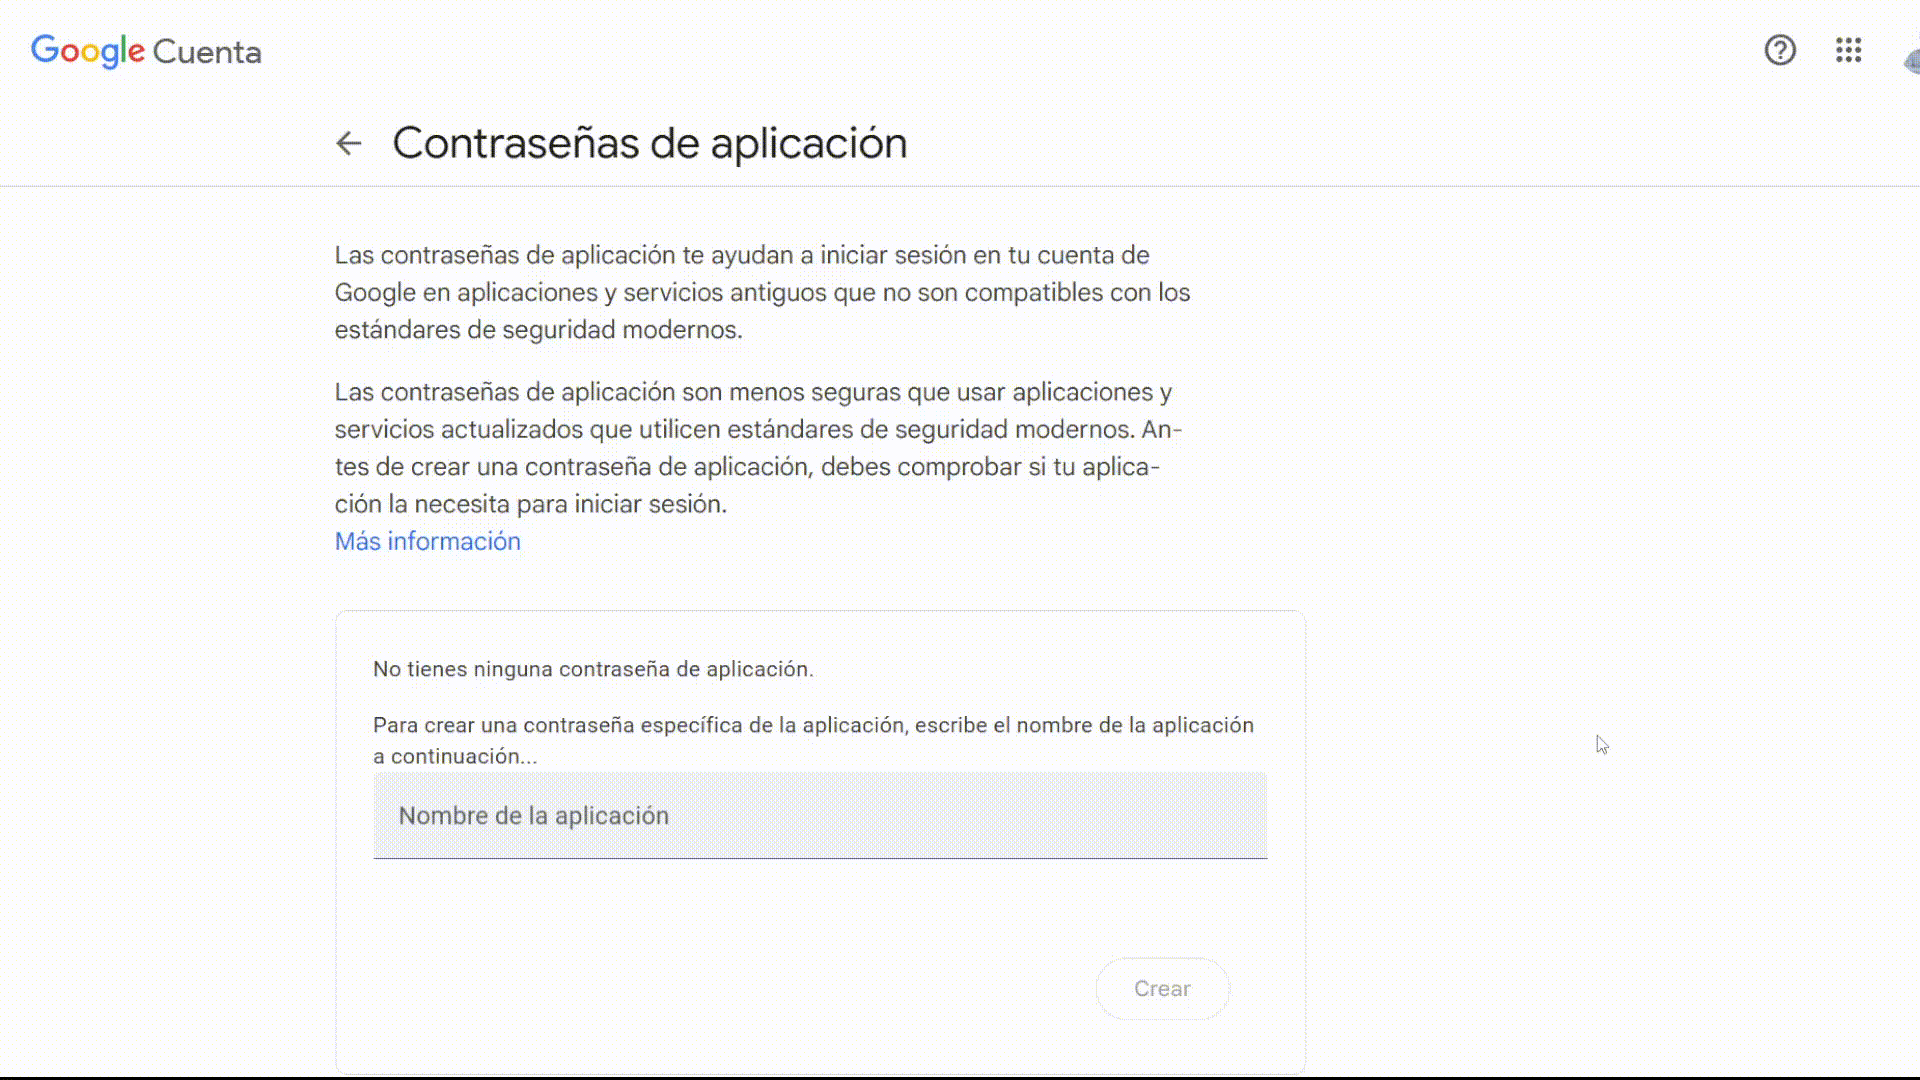 Google Cuenta
Contraseñas de aplicación
Las contraseñas de aplicación te ayudan a iniciar sesión en tu cuenta de
Google en aplicaciones y servicios antiguos que no son compatibles con los
estándares de seguridad modernos.
Las contraseñas de aplicación son menos seguras que usar aplicaciones y
servicios actualizados que utilicen estándares de seguridad modernos. An-
tes de crear una contraseña de aplicación, debes comprobar si tu aplica-
ción la necesita para iniciar sesión.
Más información
No tienes ninguna contraseña de aplicación.
Para crear una contraseña específica de la aplicación, escribe el nombre de la aplicación
a continuación...
Nombre de la aplicación
Crear